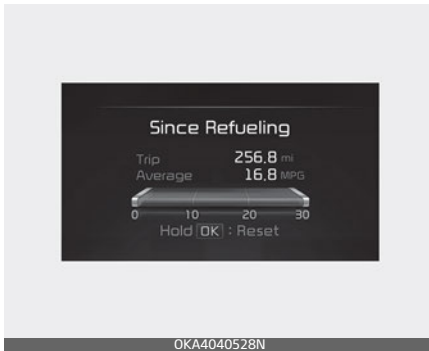 Since Refueling
Trip 256.8 mi
Average 16.8 MPG
0 10 20 30
Hold OK : Reset
OKA4040528N